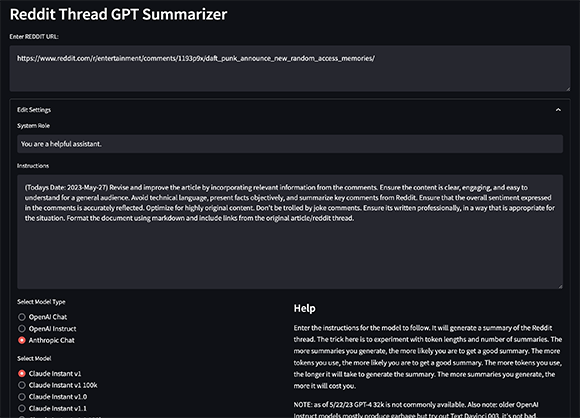 Reddit Thread GPT Summarizer
Enter REDDIT URL:
https://www.reddit.com/r/entertainment/comments/1193p9x/daft_punk_announce_new_random_access_memories/
Edit Settings
System Role
You are a helpful assistant.
Instructions
(Todays Date: 2023-May-27) Revise and improve the article by incorporating relevant information from the comments. Ensure the content is clear, engaging, and easy to
understand for a general audience. Avoid technical language, present facts objectively, and summarize key comments from Reddit. Ensure that the overall sentiment expressed
in the comments is accurately reflected. Optimize for highly original content. Don't be trolled by joke comments. Ensure its written professionally, in a way that is appropriate for
the situation. Format the document using markdown and include links from the original article/reddit thread.
Select Model Type
OpenAI Chat
OpenAI Instruct
Anthropic Chat
Select Model
Claude Instant v1
Claude Instant v1 100k
Claude Instant v1.0
Claude Instant v1.1
Help
Enter the instructions for the model to follow. It will generate a summary of the Reddit
thread. The trick here is to experiment with token lengths and number of summaries. The
more summaries you generate, the more likely you are to get a good summary. The more
tokens you use, the more likely you are to get a good summary. The more tokens you use,
the longer it will take to generate the summary. The more summaries you generate, the
more it will cost you.
NOTE: as of 5/22/23 GPT-4 32k is not commonly available. Also note: older OpenAI
Instruct models mostly produce garbage but try out Text Davinci 003, it's not bad